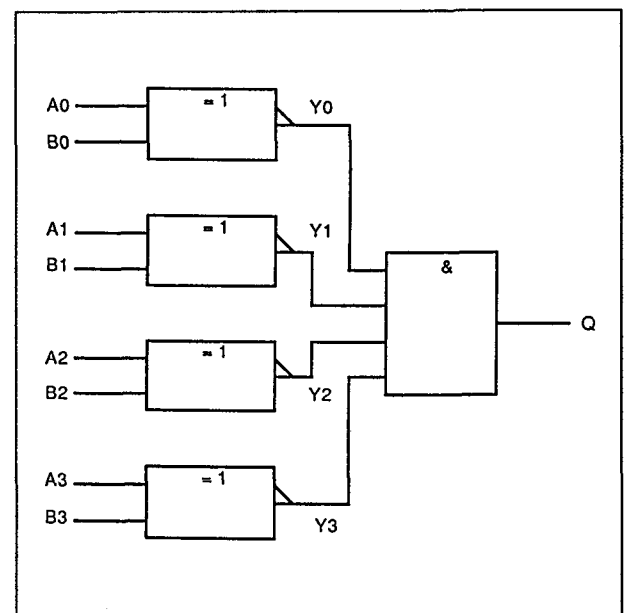 A0
= 1
Y0
B0
A1
= 1
Y1
B1
&
Q
A2
= 1
B2
Y2
A3
= 1
B3
Y3